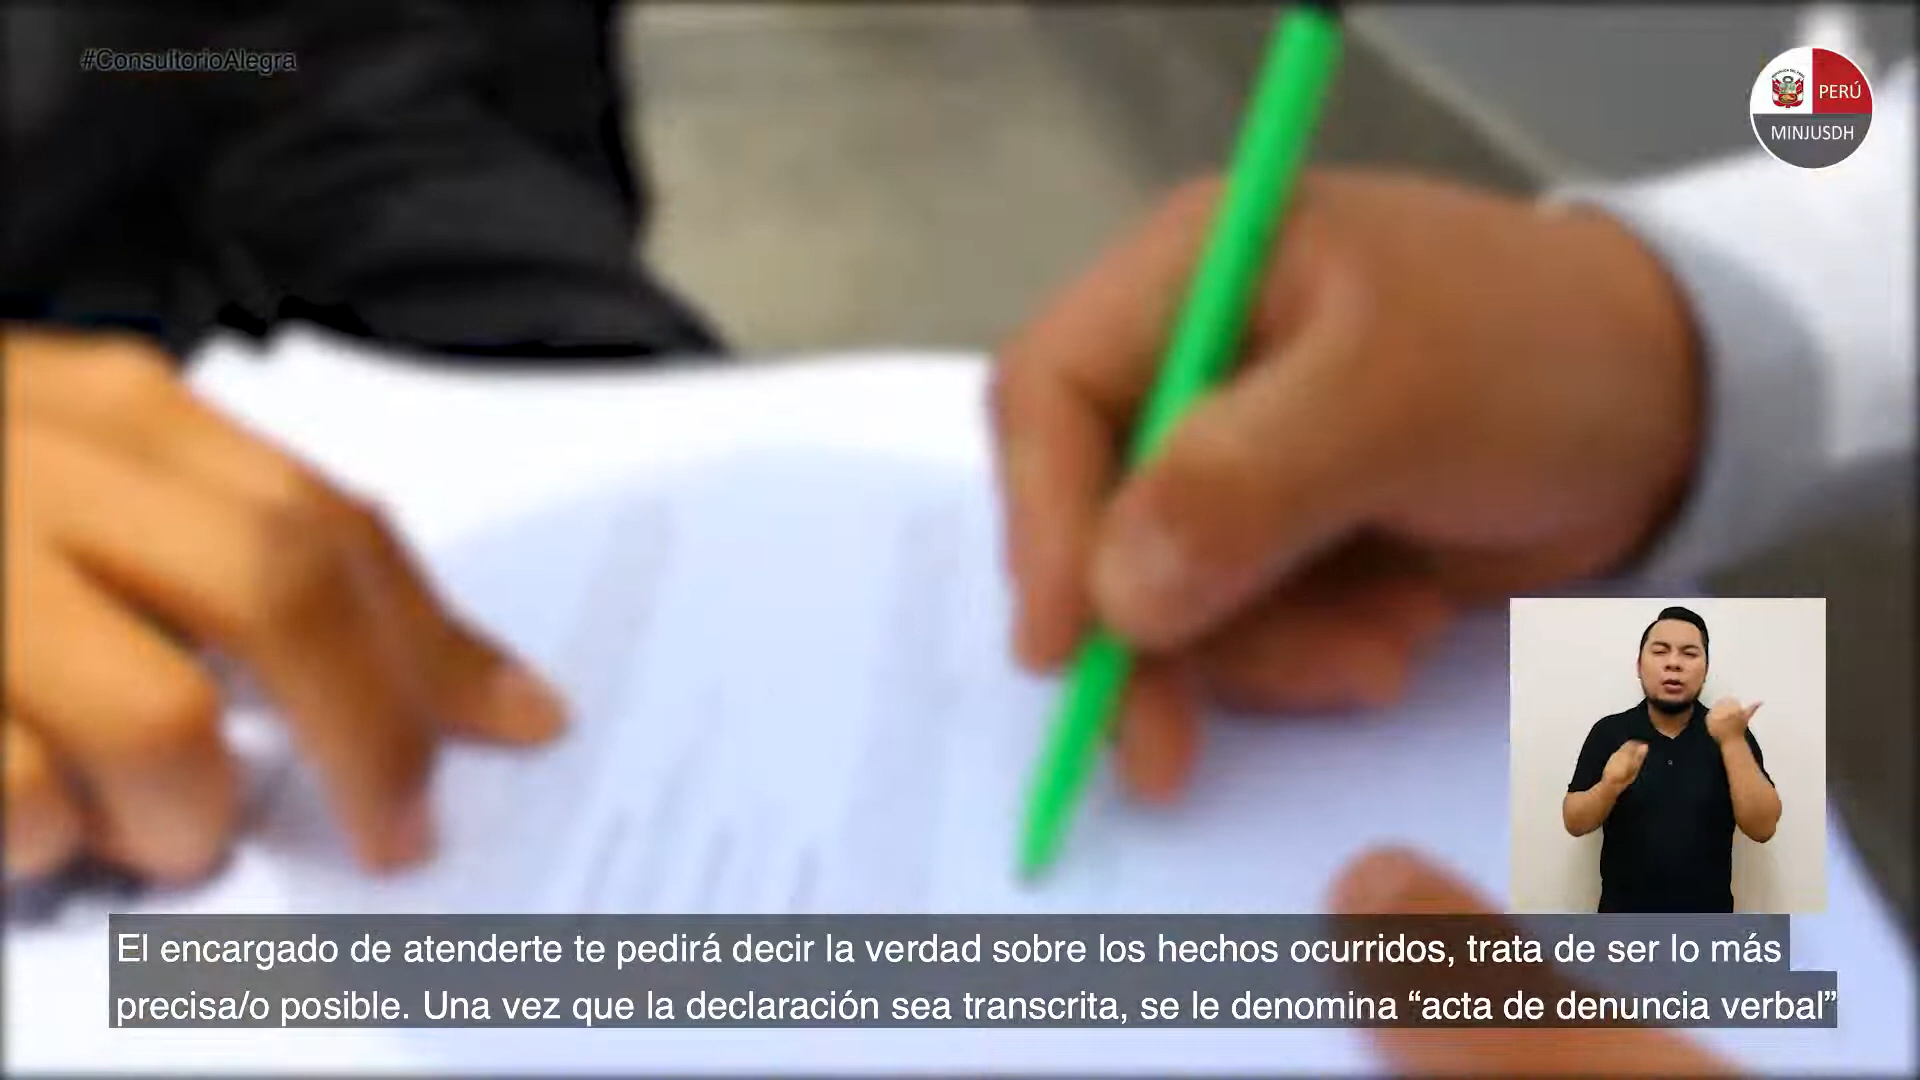 #ConsultorioAlegra
PERÚ
MINJUSDH
El encargado de atenderte te pedirá decir la verdad sobre los hechos ocurridos, trata de ser lo más
precisa/o posible. Una vez que la declaración sea transcrita, se le denomina “acta de denuncia verbal”